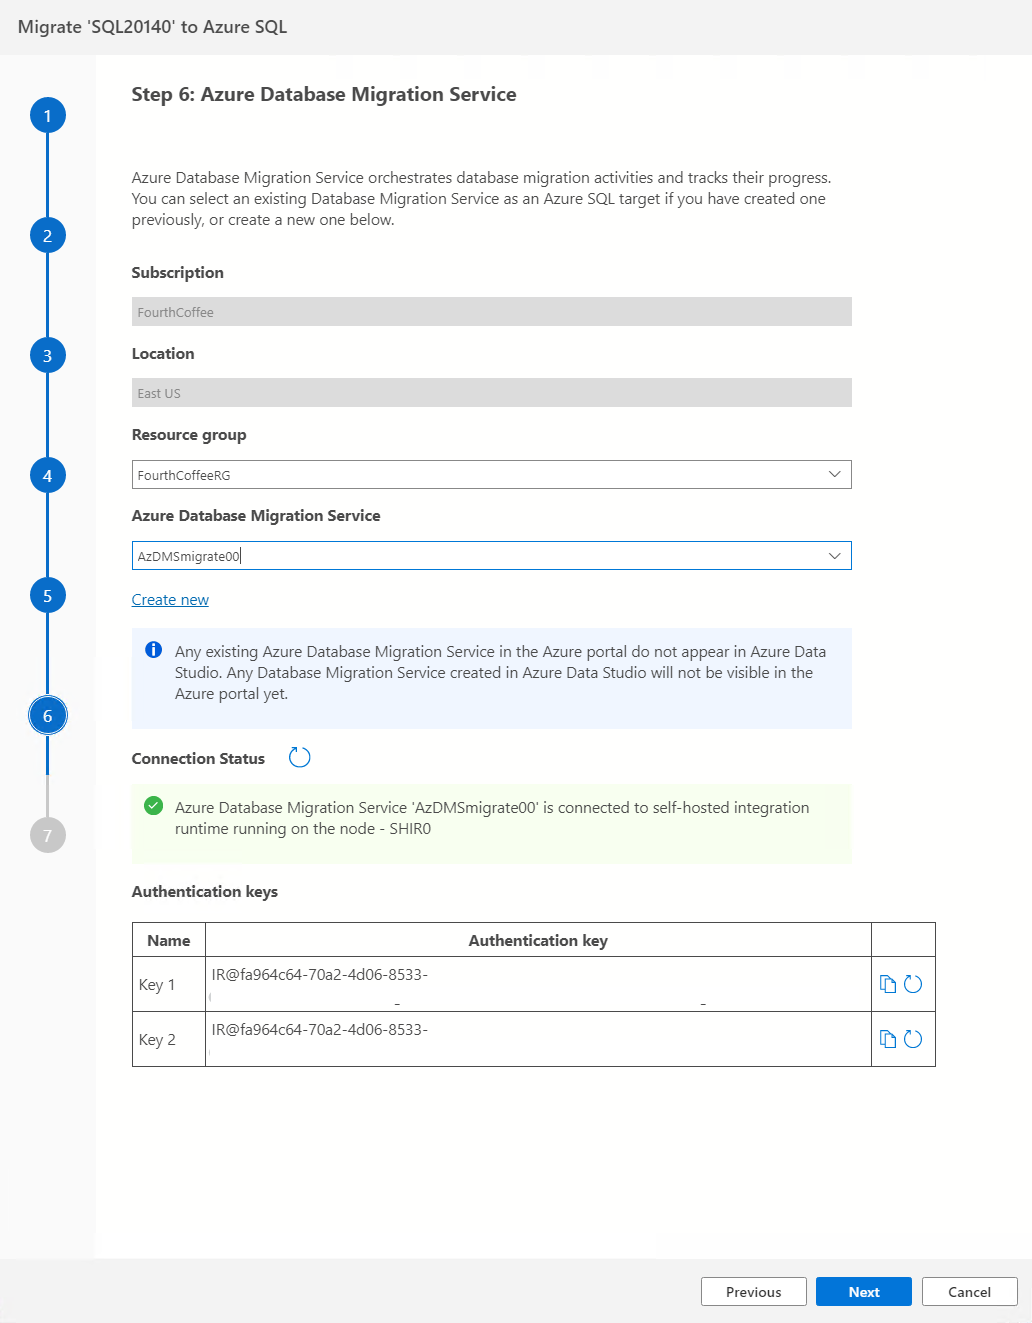 Migrate 'SQL20140' to Azure SQL
Step 6: Azure Database Migration Service
1
2
3
4
5
6
7
Azure Database Migration Service orchestrates database migration activities and tracks their progress.
You can select an existing Database Migration Service as an Azure SQL target if you have created one
previously, or create a new one below.
Subscription
FourthCoffee
Location
East US
Resource group
FourthCoffeeRG
Azure Database Migration Service
AzDMSmigrate00
Create new
Any existing Azure Database Migration Service in the Azure portal do not appear in Azure Data
Studio. Any Database Migration Service created in Azure Data Studio will not be visible in the
Azure portal yet.
Connection Status
Azure Database Migration Service 'AzDMSmigrate00' is connected to self-hosted integration
runtime running on the node - SHIR0
Authentication keys
Name Authentication key
Key 1 IR@fa964c64-70a2-4d06-8533-
Key 2 IR@fa964c64-70a2-4d06-8533-
Previous Next Cancel